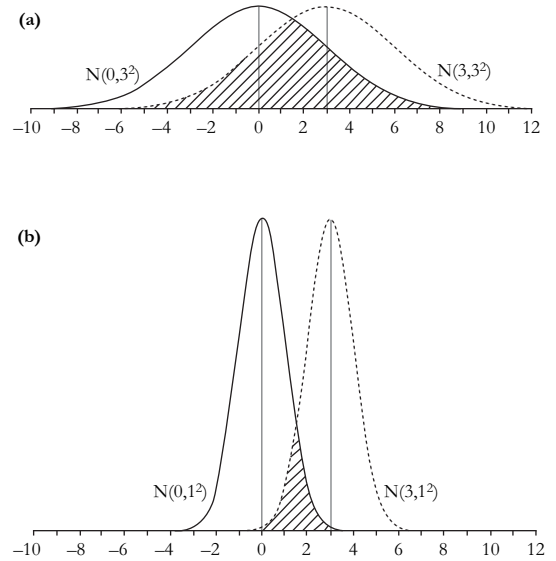 (a)
N(0,3²)
N(3,3²)
–10 –8 –6 –4 –2 0 2 4 6 8 10 12
(b)
N(0,1²)
N(3,1²)
–10 –8 –6 –4 –2 0 2 4 6 8 10 12